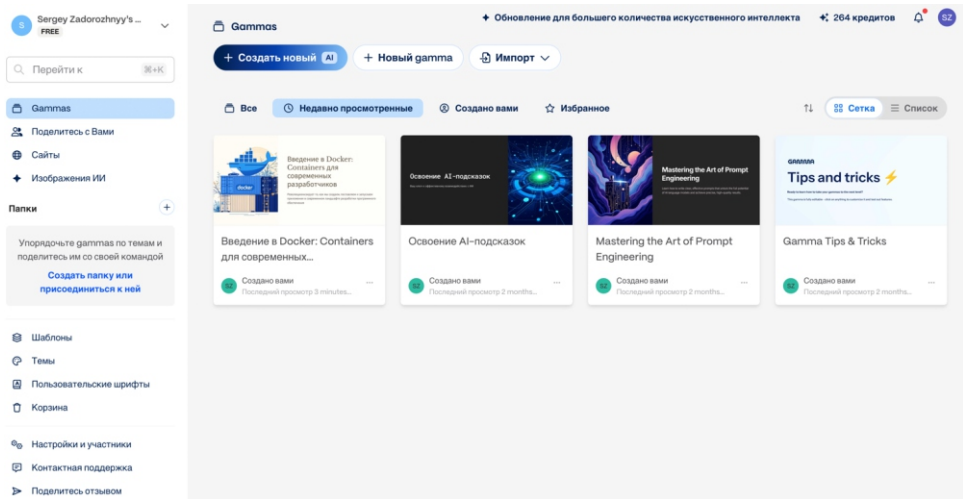 S
Sergey Zadorozhnyy's ...
FREE
Перейти к
⌘+K
Gammas
Поделитесь с Вами
Сайты
Изображения ИИ
Папки
Упорядочьте gammas по темам и
поделитесь им со своей командой
Создать папку или
присоединиться к ней
Шаблоны
Темы
Пользовательские шрифты
Корзина
Настройки и участники
Контактная поддержка
Поделитесь отзывом
Gammas
Обновление для большего количества искусственного интеллекта
264 кредитов
SZ
+ Создать новый AI
+ Новый gamma
Импорт
Все
Недавно просмотренные
Создано вами
Избранное
Сетка
Список
docker
Введение в Docker:
Containers для
современных
разработчиков
Введение в Docker: Containers
для современных...
SZ
Создано вами
Последний просмотр 3 minutes...
Освоение AI-подсказок
Освоение AI-подсказок
SZ
Создано вами
Последний просмотр 2 months...
Mastering the Art of Prompt
Engineering
Mastering the Art of Prompt
Engineering
SZ
Создано вами
Последний просмотр 2 months...
GAMMA
Tips and tricks ⚡
Gamma Tips & Tricks
SZ
Создано вами
Последний просмотр 2 months...